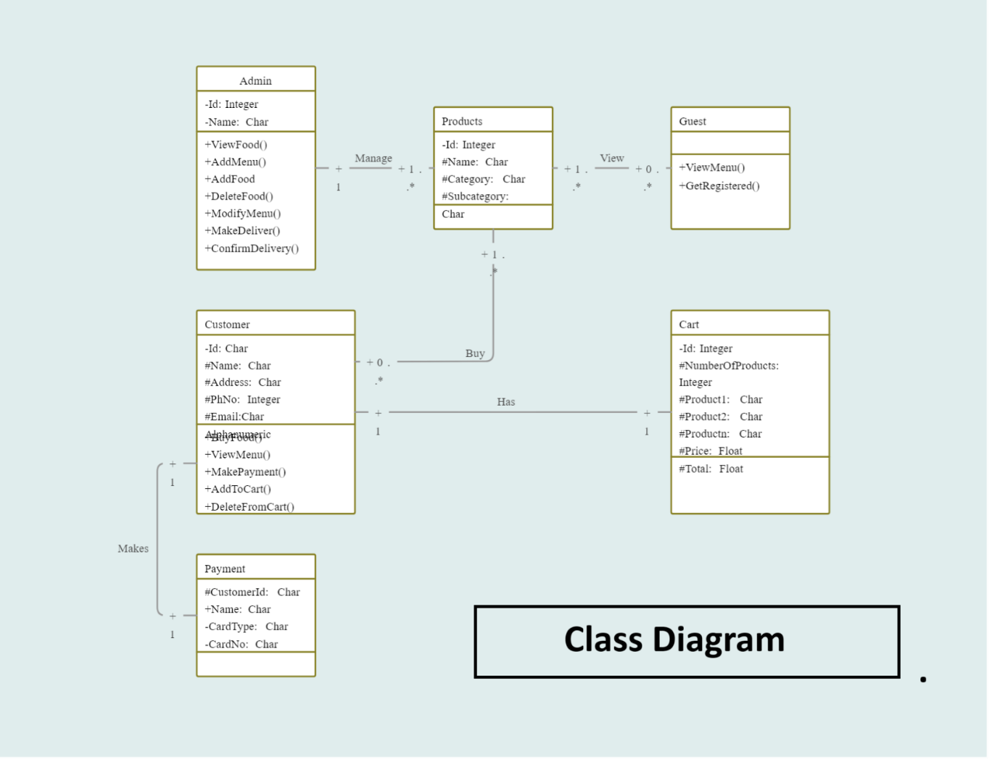 Admin
-Id: Integer
-Name: Char
+ViewFood()
+AddMenu()
+AddFood
+DeleteFood()
+ModifyMenu()
+MakeDeliver()
+ConfirmDelivery()
Manage
+
1
+ 1 .
.*
Products
-Id: Integer
#Name: Char
#Category: Char
#Subcategory:
Char
View
+ 1 .
.*
+ 0 .
.*
Guest
+ViewMenu()
+GetRegistered()
+ 1 .
.*
Buy
+ 0 .
.*
Customer
-Id: Char
#Name: Char
#Address: Char
#PhNo: Integer
#Email:Char
Alphanumeric
+BuyFood()
+ViewMenu()
+MakePayment()
+AddToCart()
+DeleteFromCart()
Has
+
1
+
1
Cart
-Id: Integer
#NumberOfProducts:
Integer
#Product1: Char
#Product2: Char
#Productn: Char
#Price: Float
#Total: Float
+
1
Makes
+
1
Payment
#CustomerId: Char
+Name: Char
-CardType: Char
-CardNo: Char
Class Diagram
.